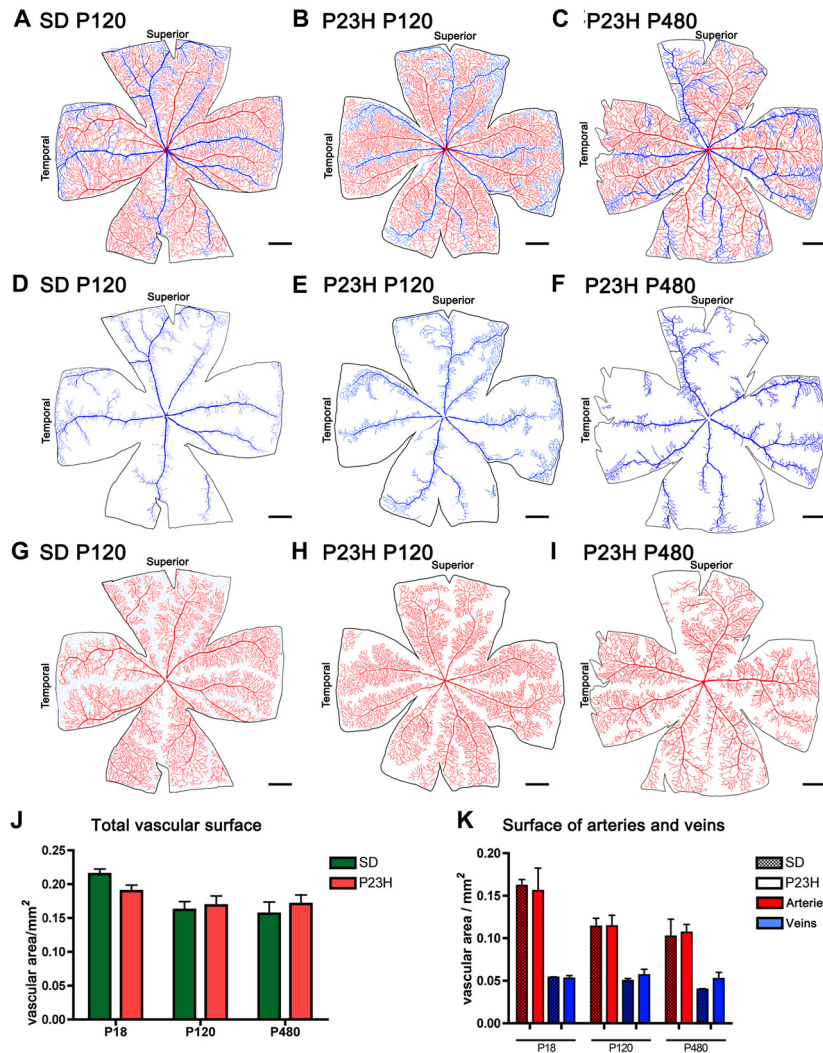 A SD P120
B P23H P120
C P23H P480
Superior
Superior
Superior
Temporal
Temporal
Temporal
D SD P120
E P23H P120
F P23H P480
Superior
Superior
Superior
Temporal
Temporal
Temporal
G SD P120
H P23H P120
I P23H P480
Superior
Superior
Superior
Temporal
Temporal
Temporal
J Total vascular surface
vascular area/mm²
0.25
0.20
0.15
0.10
0.05
0.00
P18 P120 P480
SD
P23H
K Surface of arteries and veins
vascular area / mm²
0.20
0.15
0.10
0.05
0.00
P18 P120 P480
SD
P23H
Arterie
Veins